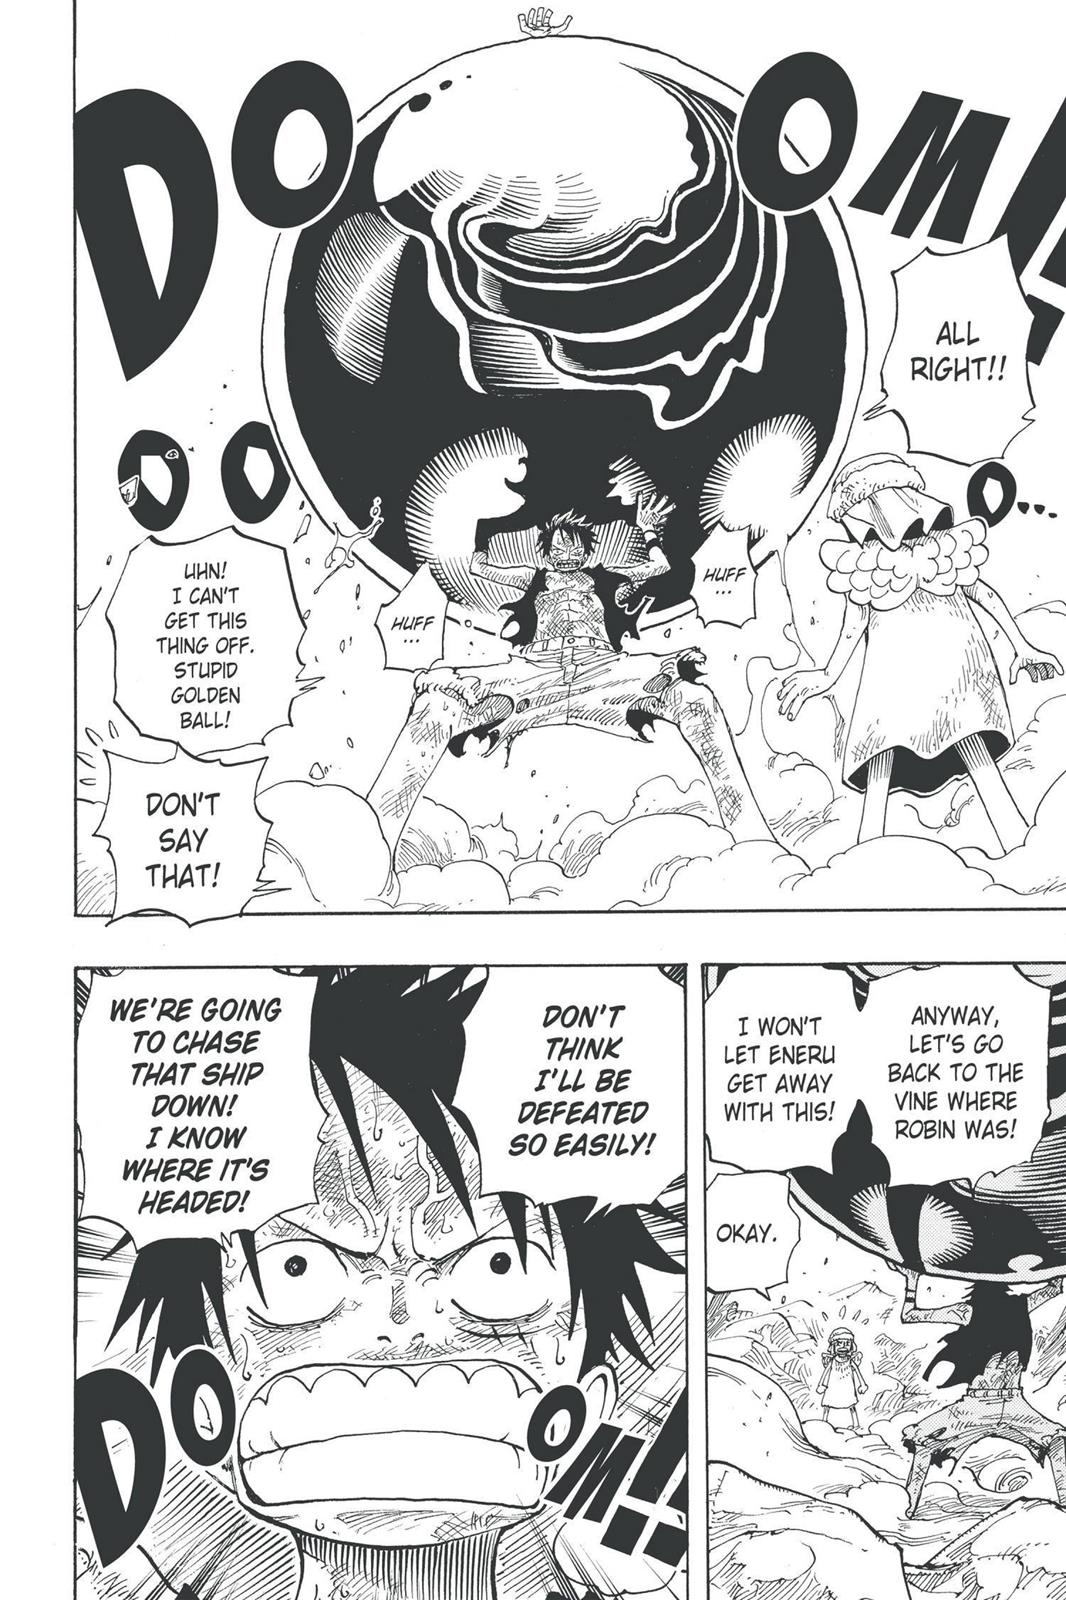 DOOM!!
ALL
RIGHT!!
O...
OO
HUFF
...
HUFF
...
UHN!
I CAN'T
GET THIS
THING OFF.
STUPID
GOLDEN
BALL!
DON'T
SAY
THAT!
ANYWAY,
LET'S GO
BACK TO THE
VINE WHERE
ROBIN WAS!
I WON'T
LET ENERU
GET AWAY
WITH THIS!
OKAY.
DON'T
THINK
I'LL BE
DEFEATED
SO EASILY!
WE'RE GOING
TO CHASE
THAT SHIP
DOWN!
I KNOW
WHERE IT'S
HEADED!
DOOM!!